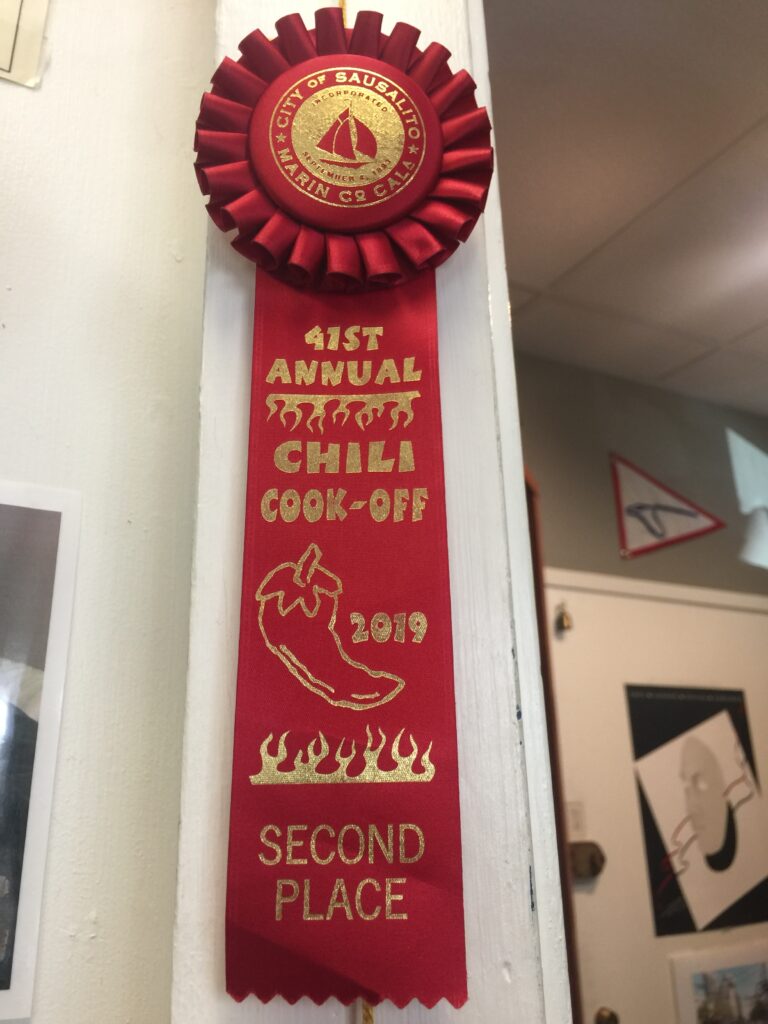 CITY OF SAUSALITO
INCORPORATED
SEPTEMBER 4, 1893
MARIN CO CALA
41ST
ANNUAL
CHILI
COOK-OFF
2019
SECOND
PLACE